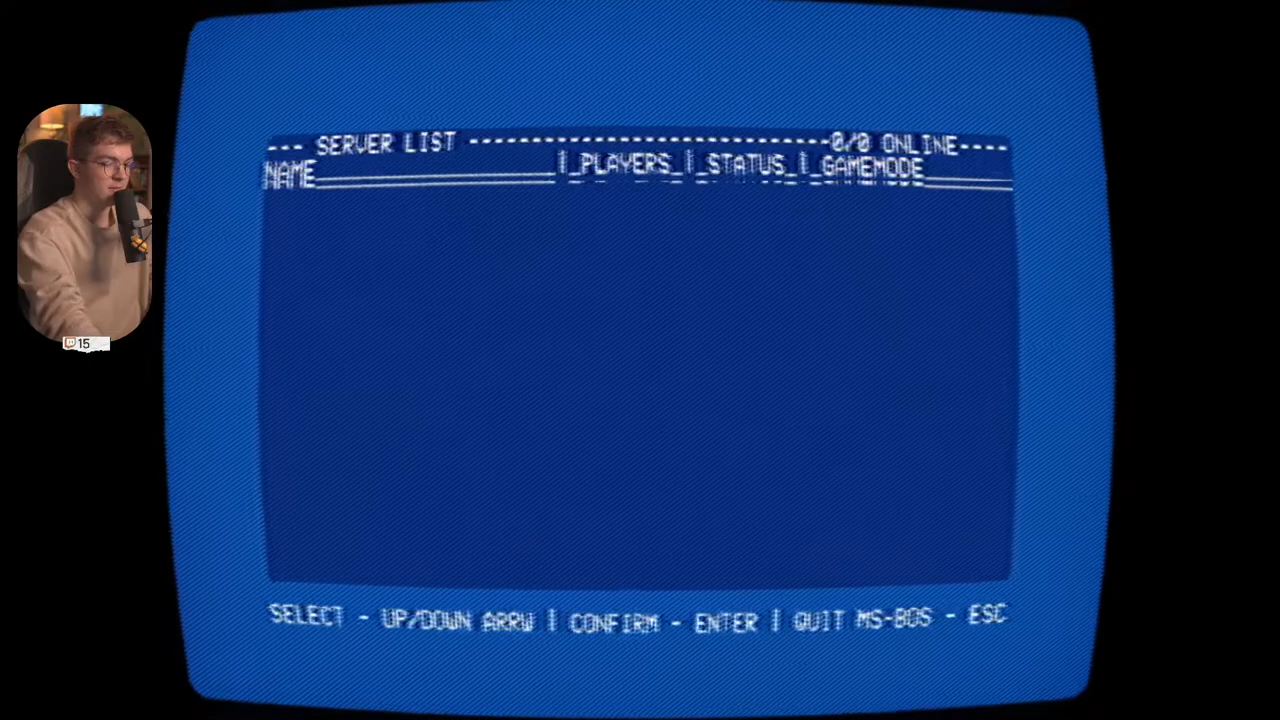 --- SERVER LIST -----------------------------0/0 ONLINE----
NAME____________________|_PLAYERS_|_STATUS_|_GAMEMODE_______
SELECT - UP/DOWN ARRW | CONFIRM - ENTER | QUIT MS-BOS - ESC
15